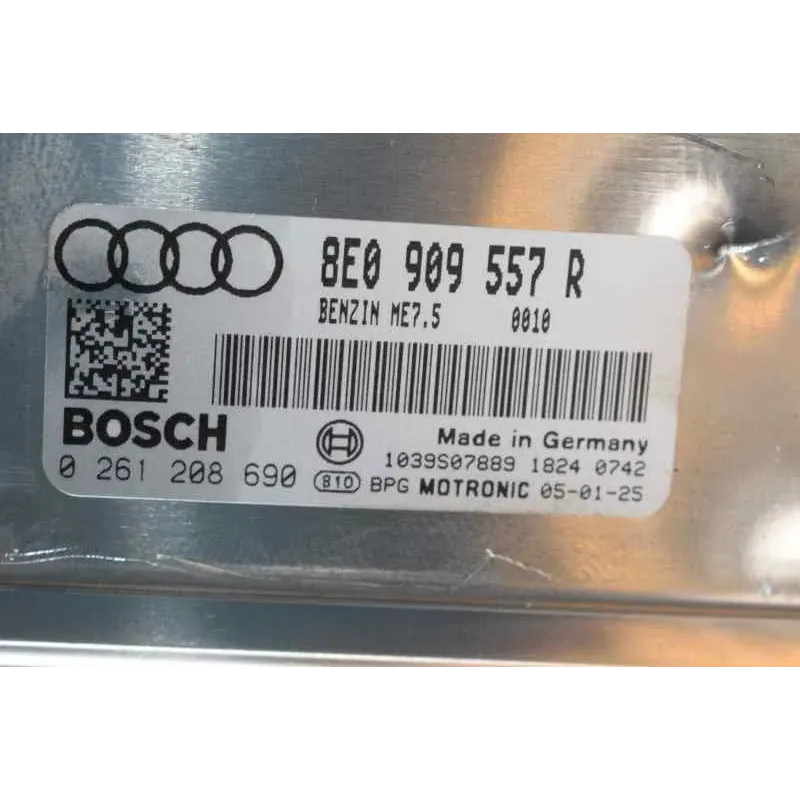 8E0 909 557 R
BENZIN ME7.5 0010
BOSCH
Made in Germany
0 261 208 690
1039S07889 1824 0742
810 BPG MOTRONIC 05-01-25